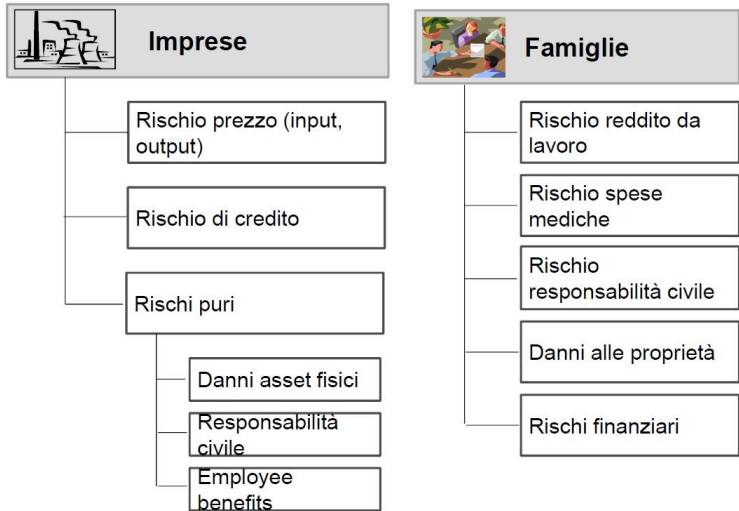 Imprese
Rischio prezzo (input,
output)
Rischio di credito
Rischi puri
Danni asset fisici
Responsabilità
civile
Employee
benefits
Famiglie
Rischio reddito da
lavoro
Rischio spese
mediche
Rischio
responsabilità civile
Danni alle proprietà
Rischi finanziari